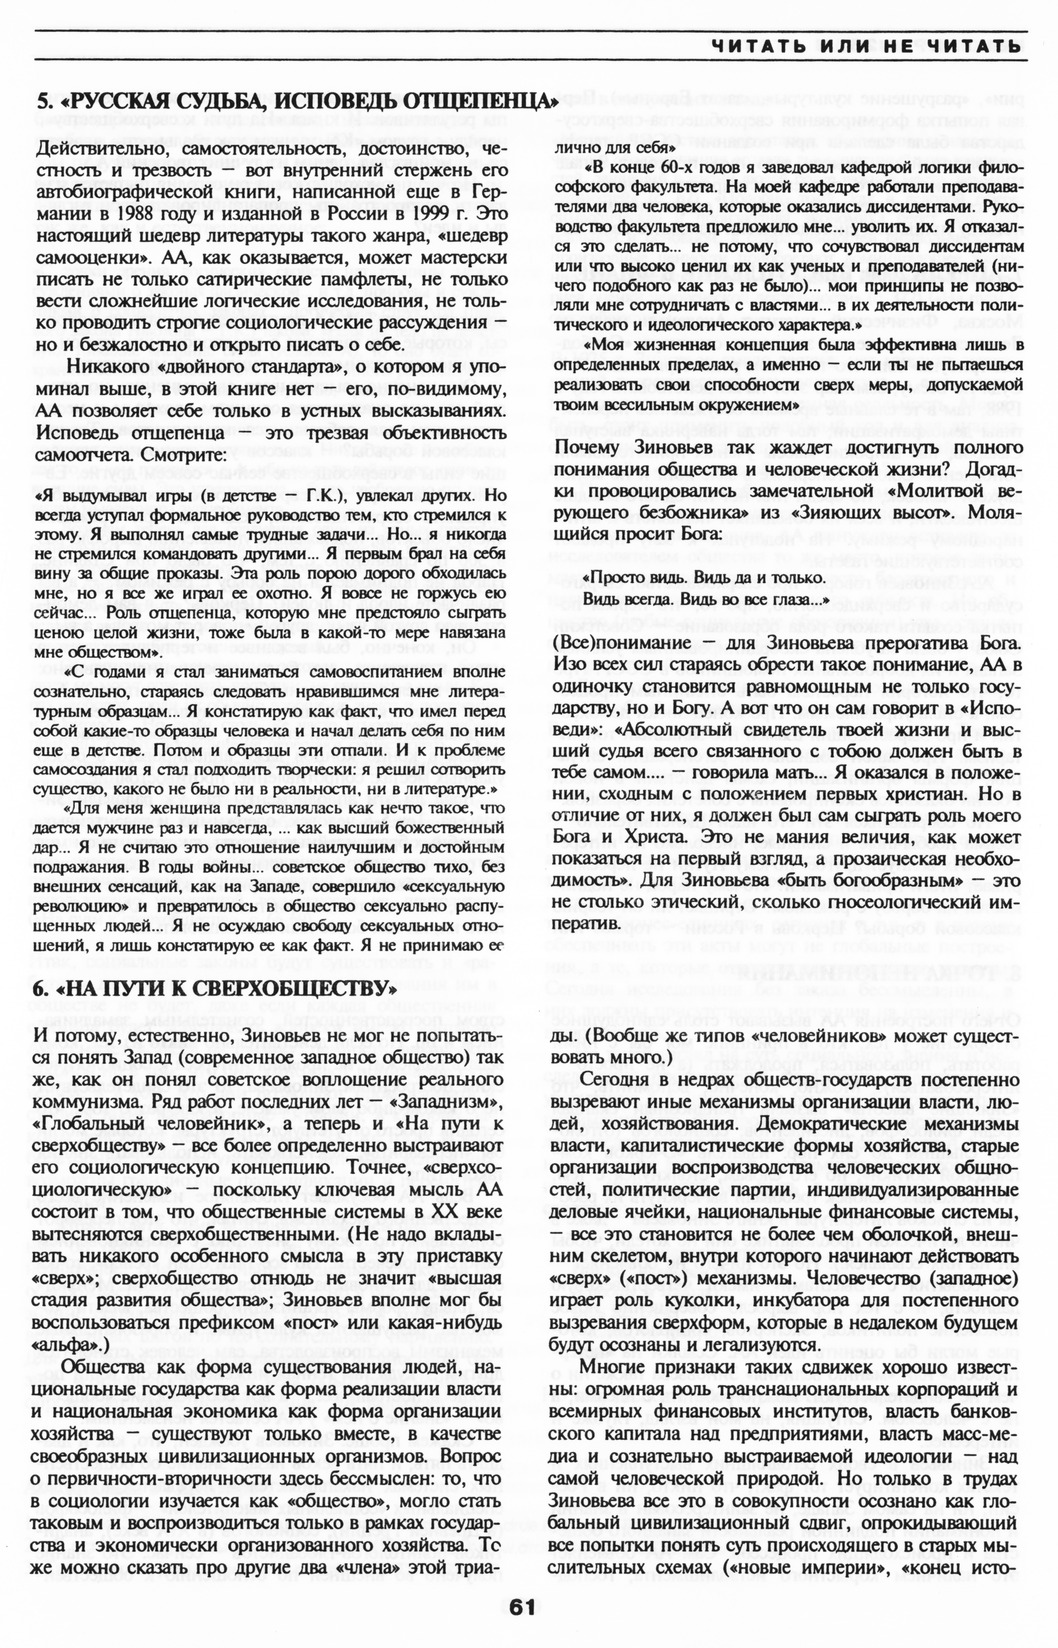 ЧИТАТЬ ИЛИ НЕ ЧИТАТЬ
5. «РУССКАЯ СУДЬБА, ИСПОВЕДЬ ОТЩЕПЕНЦА»
Действительно, самостоятельность, достоинство, че-
стность и трезвость — вот внутренний стержень его
автобиографической книги, написанной еще в Гер-
мании в 1988 году и изданной в России в 1999 г. Это
настоящий шедевр литературы такого жанра, «шедевр
самооценки». АА, как оказывается, может мастерски
писать не только сатирические памфлеты, не только
вести сложнейшие логические исследования, не толь-
ко проводить строгие социологические рассуждения —
но и безжалостно и открыто писать о себе.
Никакого «двойного стандарта», о котором я упо-
минал выше, в этой книге нет — его, по-видимому,
АА позволяет себе только в устных высказываниях.
Исповедь отщепенца — это трезвая объективность
самоотчета. Смотрите:
«Я выдумывал игры (в детстве — Г.К.), увлекал других. Но
всегда уступал формальное руководство тем, кто стремился к
этому. Я выполнял самые трудные задачи... Но... я никогда
не стремился командовать другими... Я первым брал на себя
вину за общие проказы. Эта роль порою дорого обходилась
мне, но я все же играл ее охотно. Я вовсе не горжусь ею
сейчас... Роль отщепенца, которую мне предстояло сыграть
ценою целой жизни, тоже была в какой-то мере навязана
мне обществом».
«С годами я стал заниматься самовоспитанием вполне
сознательно, стараясь следовать нравившимся мне литера-
турным образцам... Я констатирую как факт, что имел перед
собой какие-то образцы человека и начал делать себя по ним
еще в детстве. Потом и образцы эти отпали. И к проблеме
самосоздания я стал подходить творчески: я решил сотворить
существо, какого не было ни в реальности, ни в литературе.»
«Для меня женщина представлялась как нечто такое, что
дается мужчине раз и навсегда, ... как высший божественный
дар... Я не считаю это отношение наилучшим и достойным
подражания. В годы войны... советское общество тихо, без
внешних сенсаций, как на Западе, совершило «сексуальную
революцию» и превратилось в общество сексуально распу-
щенных людей... Я не осуждаю свободу сексуальных отно-
шений, я лишь констатирую ее как факт. Я не принимаю ее
лично для себя»
«В конце 60-х годов я заведовал кафедрой логики фило-
софского факультета. На моей кафедре работали преподава-
телями два человека, которые оказались диссидентами. Руко-
водство факультета предложило мне... уволить их. Я отказал-
ся это сделать... не потому, что сочувствовал диссидентам
или что высоко ценил их как ученых и преподавателей (ни-
чего подобного как раз не было)... мои принципы не позво-
ляли мне сотрудничать с властями... в их деятельности поли-
тического и идеологического характера.»
«Моя жизненная концепция была эффективна лишь в
определенных пределах, а именно — если ты не пытаешься
реализовать свои способности сверх меры, допускаемой
твоим всесильным окружением»
Почему Зиновьев так жаждет достигнуть полного
понимания общества и человеческой жизни? Догад-
ки провоцировались замечательной «Молитвой ве-
рующего безбожника» из «Зияющих высот». Моля-
щийся просит Бога:
«Просто видь. Видь да и только.
Видь всегда. Видь во все глаза...»
(Все)понимание — для Зиновьева прерогатива Бога.
Изо всех сил стараясь обрести такое понимание, АА в
одиночку становится равномощным не только госу-
дарству, но и Богу. А вот что он сам говорит в «Испо-
веди»: «Абсолютный свидетель твоей жизни и выс-
ший судья всего связанного с тобою должен быть в
тебе самом.... — говорила мать... Я оказался в положе-
нии, сходным с положением первых христиан. Но в
отличие от них, я должен был сам сыграть роль моего
Бога и Христа. Это не мания величия, как может
показаться на первый взгляд, а прозаическая необхо-
димость». Для Зиновьева «быть богообразным» — это
не столько этический, сколько гносеологический им-
ператив.
6. «НА ПУТИ К СВЕРХОБЩЕСТВУ»
И потому, естественно, Зиновьев не мог не попытать-
ся понять Запад (современное западное общество) так
же, как он понял советское воплощение реального
коммунизма. Ряд работ последних лет — «Западнизм»,
«Глобальный человейник», а теперь и «На пути к
сверхобществу» — все более определенно выстраивают
его социологическую концепцию. Точнее, «сверхсо-
циологическую» — поскольку ключевая мысль АА
состоит в том, что общественные системы в XX веке
вытесняются сверхобщественными. (Не надо вклады-
вать никакого особенного смысла в эту приставку
«сверх»; сверхобщество отнюдь не значит «высшая
стадия развития общества»; Зиновьев вполне мог бы
воспользоваться префиксом «пост» или какая-нибудь
«альфа».)
Общества как форма существования людей, на-
циональные государства как форма реализации власти
и национальная экономика как форма организации
хозяйства — существуют только вместе, в качестве
своеобразных цивилизационных организмов. Вопрос
о первичности-вторичности здесь бессмыслен: то, что
в социологии изучается как «общество», могло стать
таковым и воспроизводиться только в рамках государ-
ства и экономически организованного хозяйства. То
же можно сказать про другие два «члена» этой триа-
ды. (Вообще же типов «человейников» может сущест-
вовать много.)
Сегодня в недрах обществ-государств постепенно
вызревают иные механизмы организации власти, лю-
дей, хозяйствования. Демократические механизмы
власти, капиталистические формы хозяйства, старые
организации воспроизводства человеческих общно-
стей, политические партии, индивидуализированные
деловые ячейки, национальные финансовые системы,
— все это становится не более чем оболочкой, внеш-
ним скелетом, внутри которого начинают действовать
«сверх» («пост») механизмы. Человечество (западное)
играет роль куколки, инкубатора для постепенного
вызревания сверхформ, которые в недалеком будущем
будут осознаны и легализуются.
Многие признаки таких сдвижек хорошо извест-
ны: огромная роль транснациональных корпораций и
всемирных финансовых институтов, власть банков-
ского капитала над предприятиями, власть масс-ме-
диа и созязательно выстраиваемой идеологии — над
самой человеческой природой. Но только в трудах
Зиновьева все это в совокупности осознано как гло-
бальный цивилизационный сдвиг, опрокидывающий
все попытки понять суть происходящего в старых мы-
слительных схемах («новые империи», «конец исто-
61